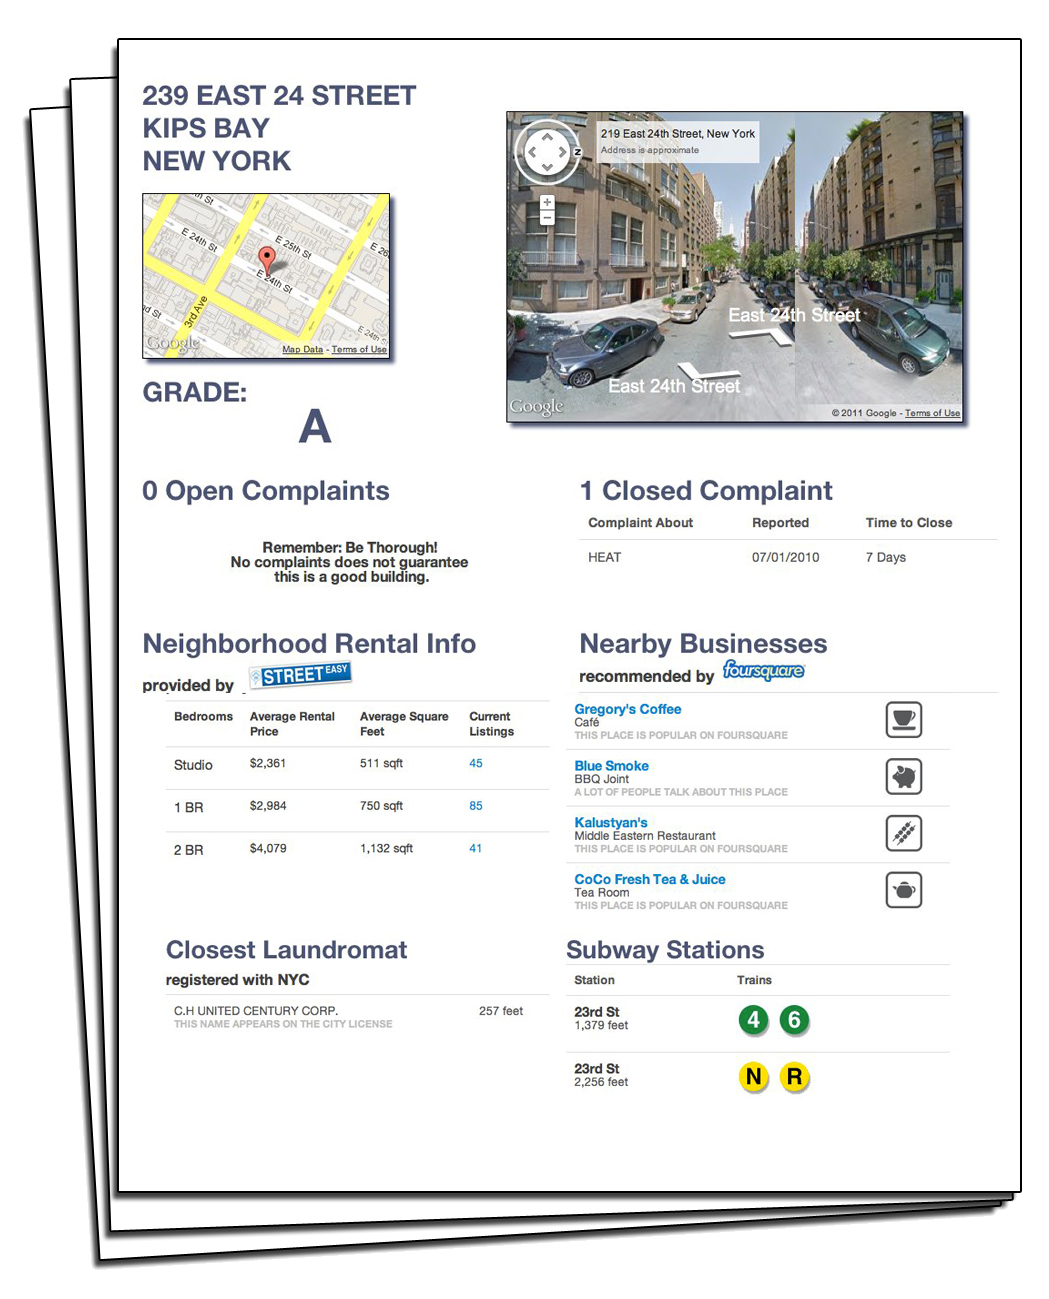 239 EAST 24 STREET
KIPS BAY
NEW YORK
219 East 24th Street, New York
Address is approximate
N
+
−
East 24th Street
East 24th Street
Google
© 2011 Google - Terms of Use
E 24th St
E 25th St
E 24th St
3rd Ave
E 24th S
Google
Map Data - Terms of Use
GRADE:
A
0 Open Complaints
Remember: Be Thorough!
No complaints does not guarantee
this is a good building.
1 Closed Complaint
Complaint About Reported Time to Close
HEAT 07/01/2010 7 Days
Neighborhood Rental Info
provided by STREET EASY
Bedrooms Average Rental Price Average Square Feet Current Listings
Studio $2,361 511 sqft 45
1 BR $2,984 750 sqft 85
2 BR $4,079 1,132 sqft 41
Nearby Businesses
recommended by foursquare
Gregory's Coffee
Café
THIS PLACE IS POPULAR ON FOURSQUARE
Blue Smoke
BBQ Joint
A LOT OF PEOPLE TALK ABOUT THIS PLACE
Kalustyan's
Middle Eastern Restaurant
THIS PLACE IS POPULAR ON FOURSQUARE
CoCo Fresh Tea & Juice
Tea Room
THIS PLACE IS POPULAR ON FOURSQUARE
Closest Laundromat
registered with NYC
C.H UNITED CENTURY CORP. 257 feet
THIS NAME APPEARS ON THE CITY LICENSE
Subway Stations
Station Trains
23rd St 4 6
1,379 feet
23rd St N R
2,256 feet